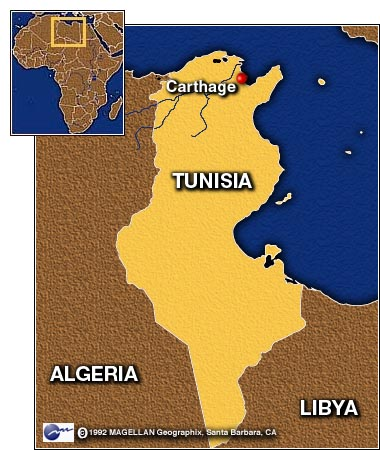 Carthage
TUNISIA
ALGERIA
LIBYA
© 1992 MAGELLAN Geographix, Santa Barbara, CA